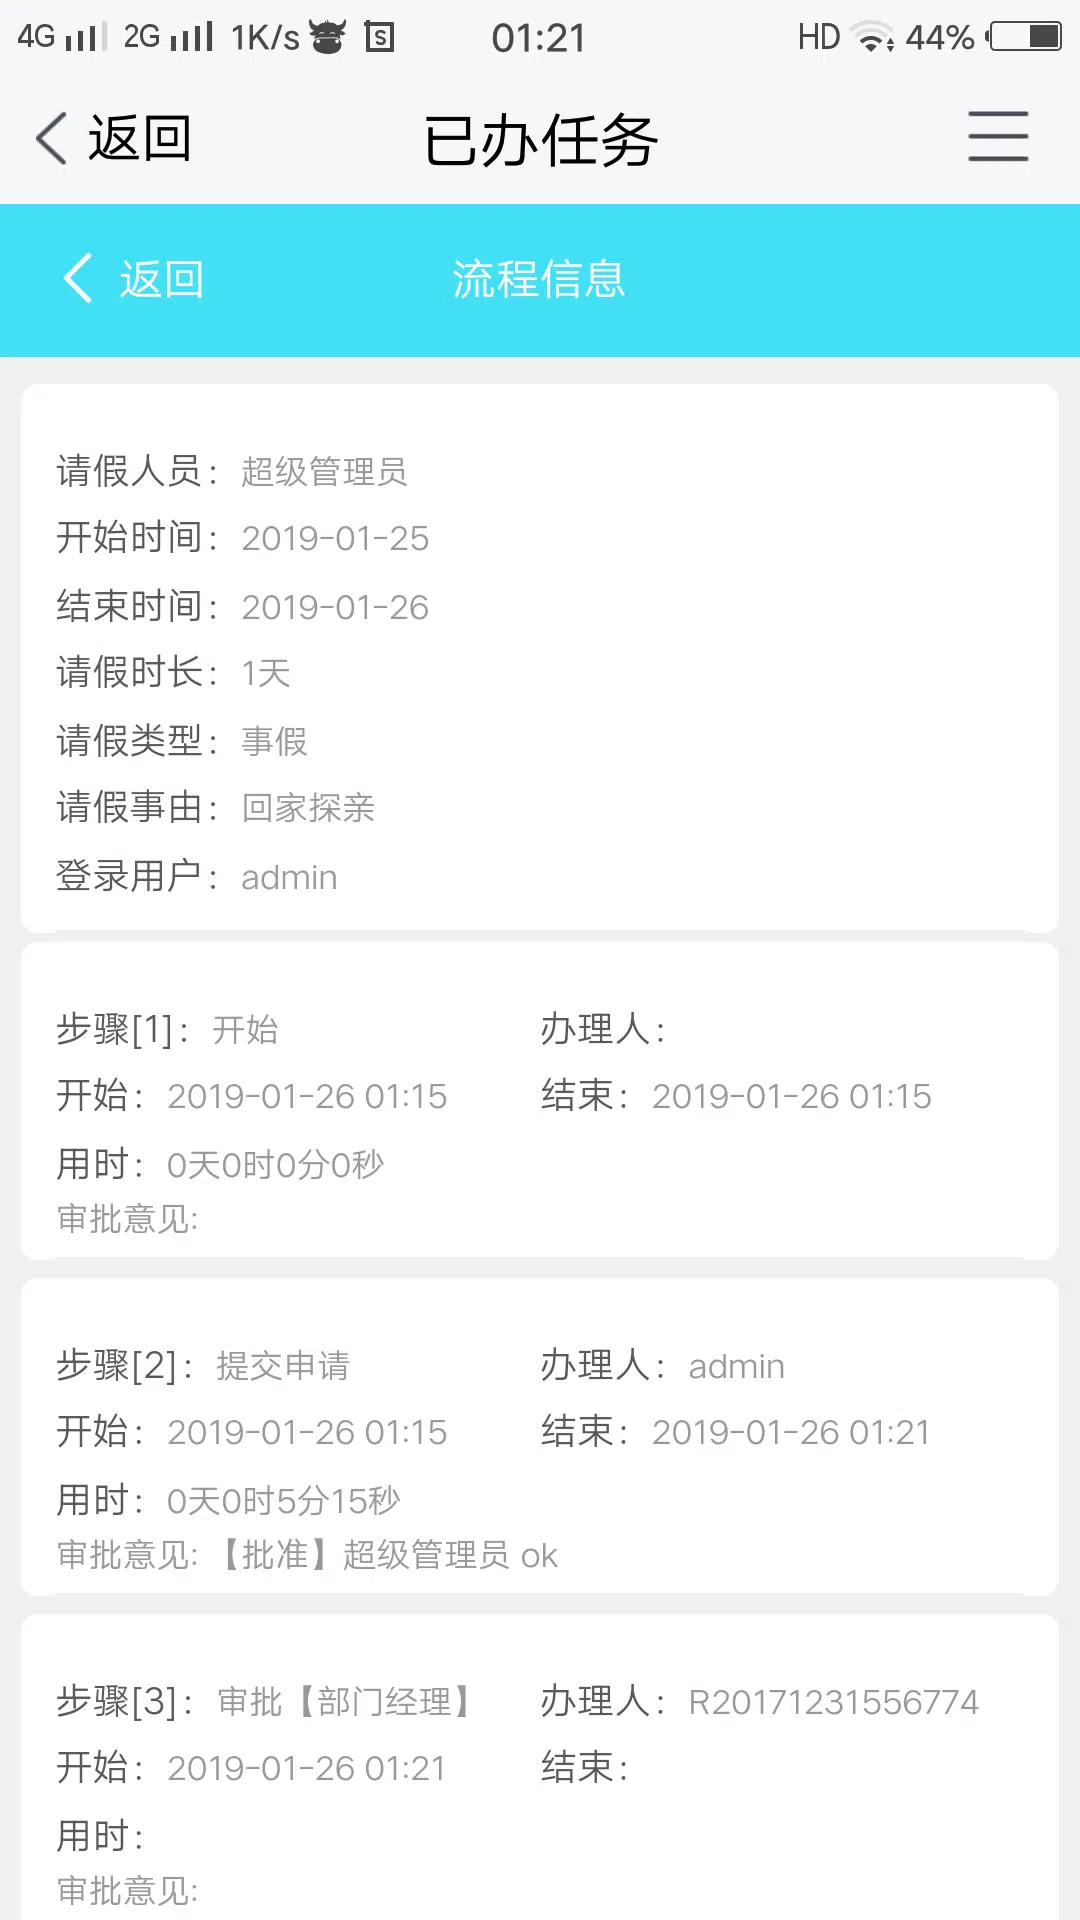 4G 2G 1K/s S 01:21 HD 44%
返回 已办任务
返回 流程信息
请假人员： 超级管理员
开始时间： 2019-01-25
结束时间： 2019-01-26
请假时长： 1天
请假类型： 事假
请假事由： 回家探亲
登录用户： admin
步骤[1]： 开始 办理人：
开始： 2019-01-26 01:15 结束： 2019-01-26 01:15
用时： 0天0时0分0秒
审批意见:
步骤[2]： 提交申请 办理人： admin
开始： 2019-01-26 01:15 结束： 2019-01-26 01:21
用时： 0天0时5分15秒
审批意见: 【批准】超级管理员 ok
步骤[3]： 审批【部门经理】 办理人： R20171231556774
开始： 2019-01-26 01:21 结束：
用时：
审批意见: